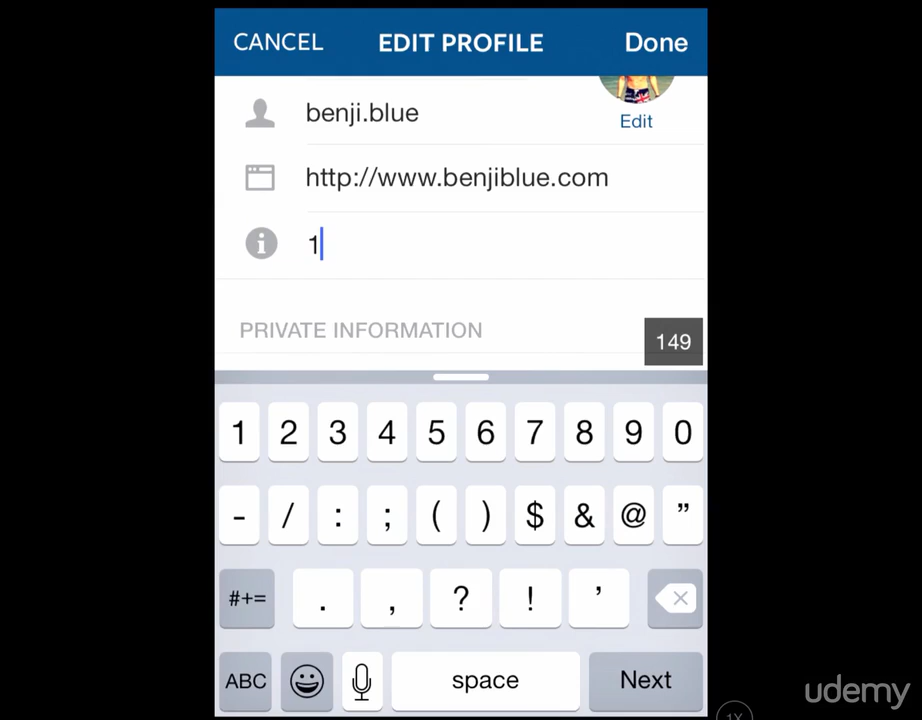 CANCEL EDIT PROFILE Done
benji.blue
Edit
http://www.benjiblue.com
1
PRIVATE INFORMATION
149
1 2 3 4 5 6 7 8 9 0
- / : ; ( ) $ & @ ”
#+= . , ? ! ’
ABC space Next
udemy
1X